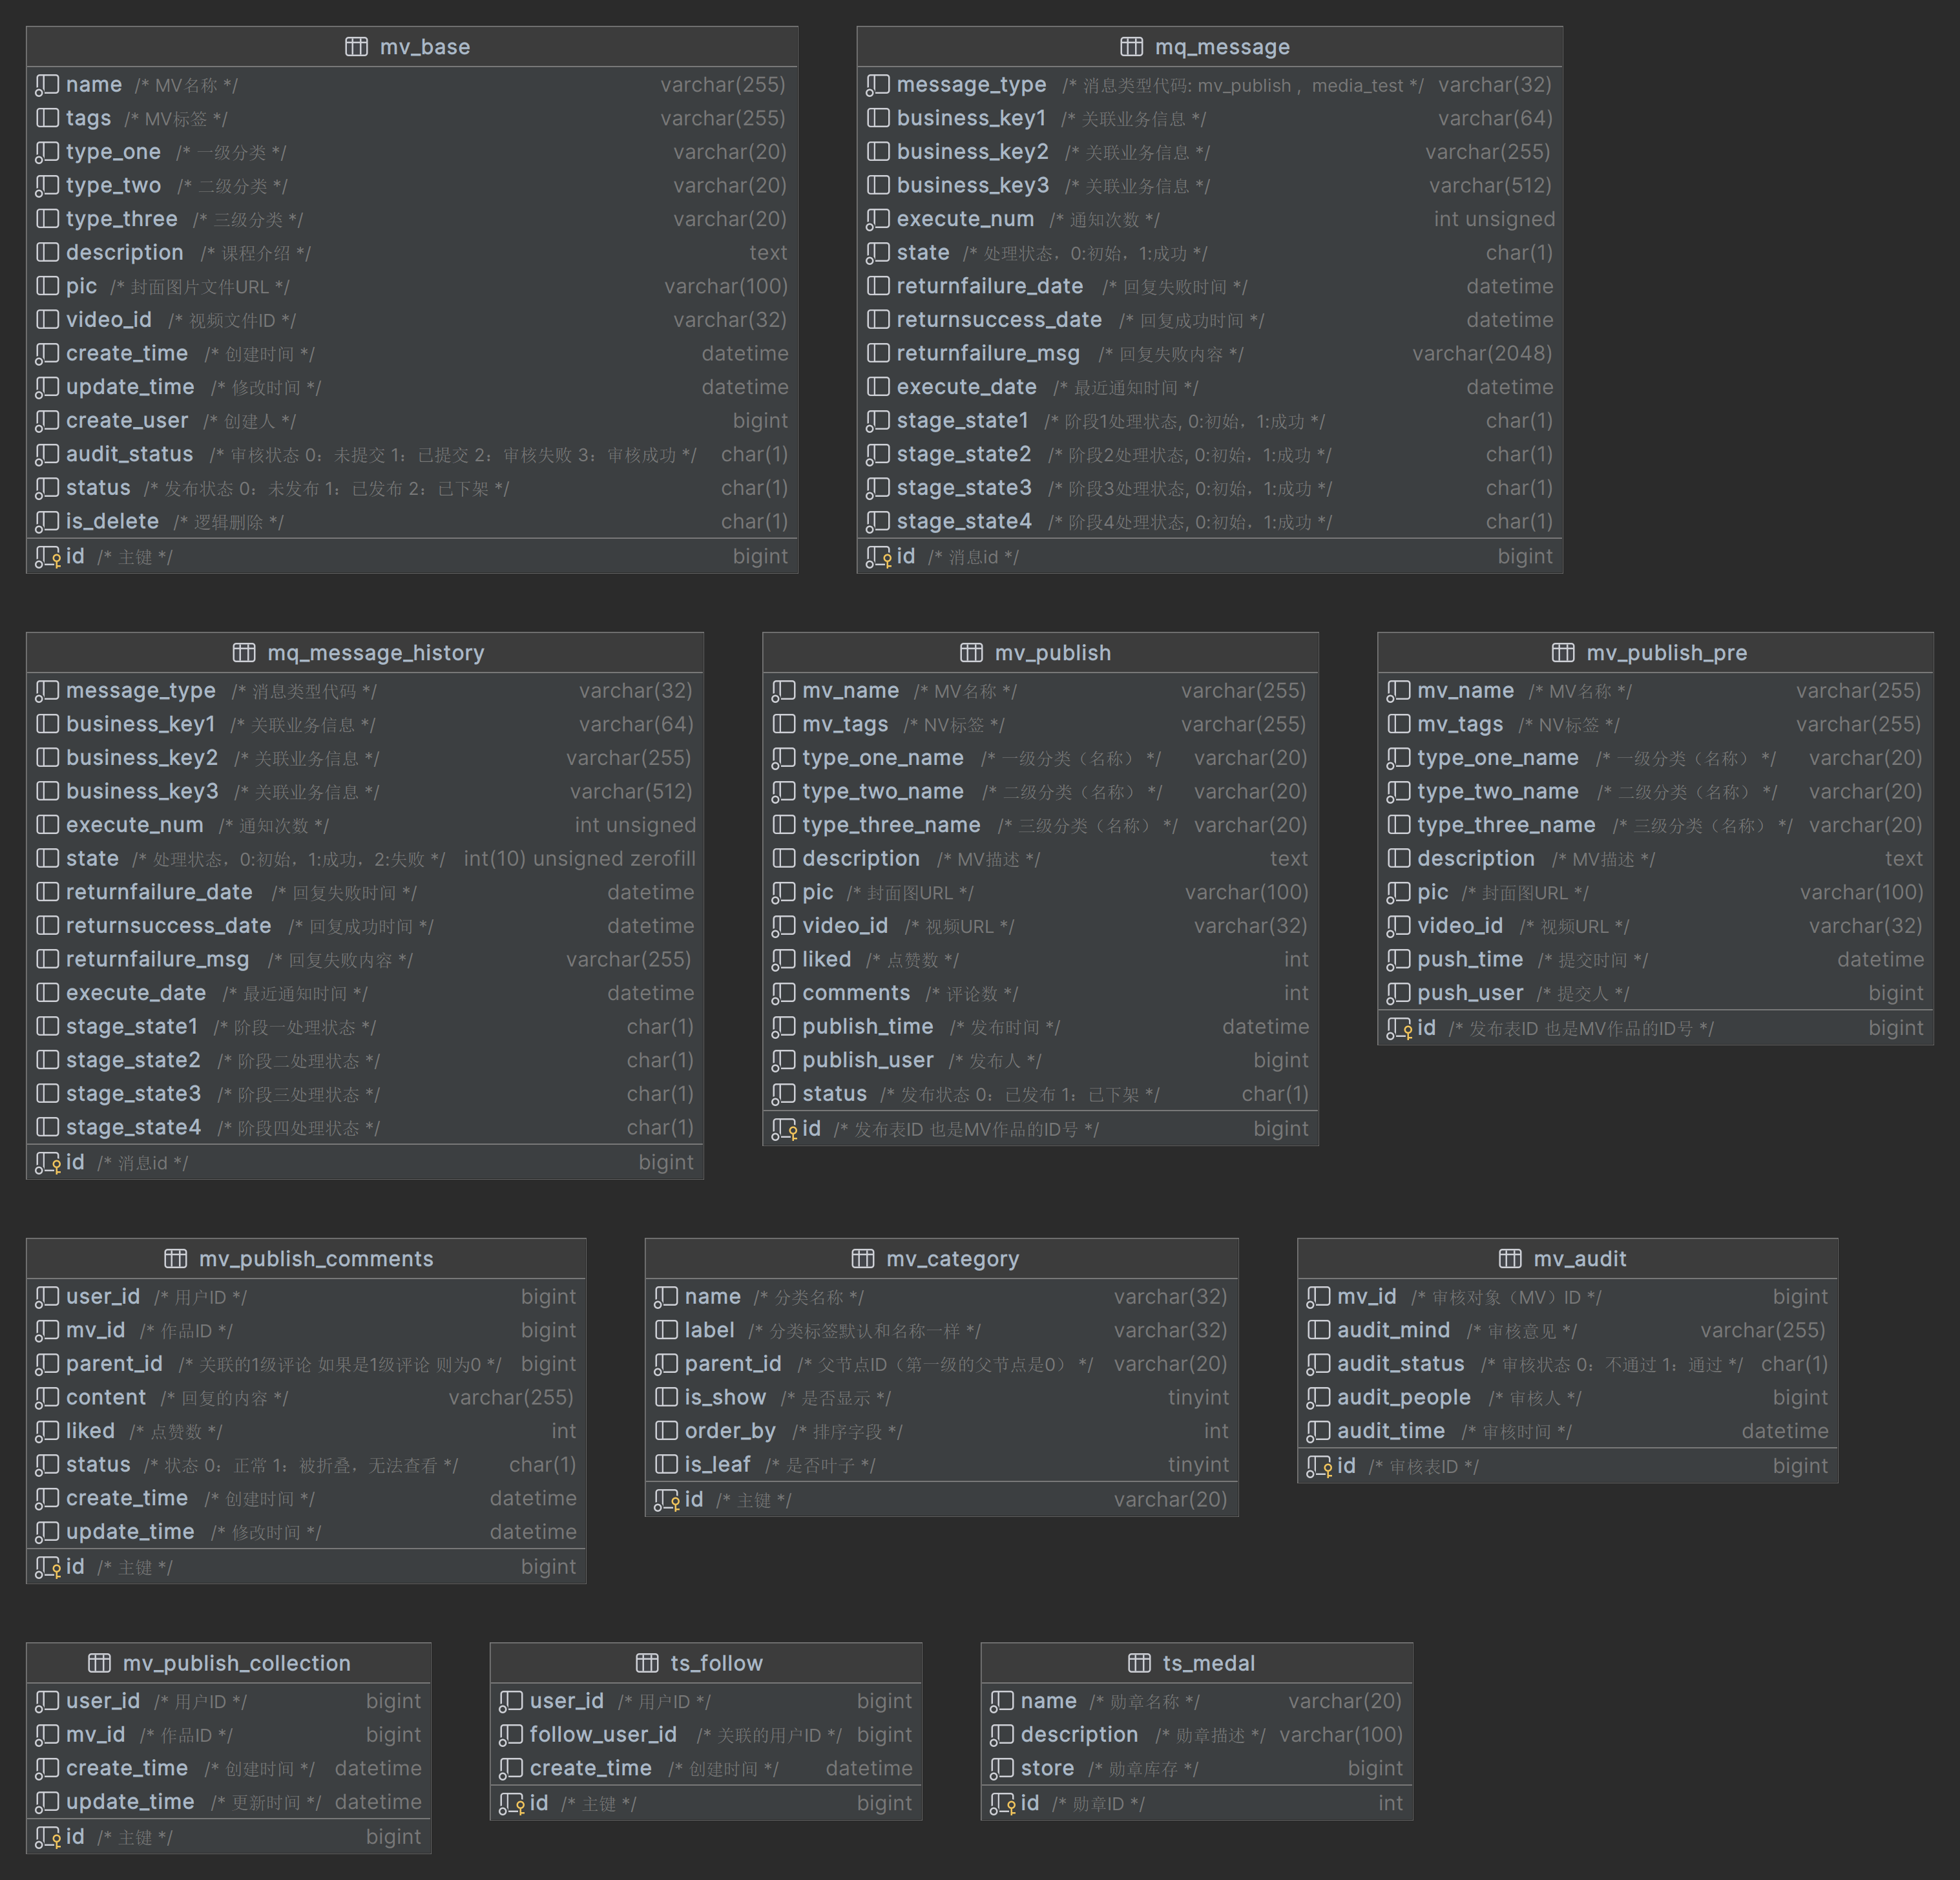 mv_base
name /* MV名称 */ varchar(255)
tags /* MV标签 */ varchar(255)
type_one /* 一级分类 */ varchar(20)
type_two /* 二级分类 */ varchar(20)
type_three /* 三级分类 */ varchar(20)
description /* 课程介绍 */ text
pic /* 封面图片文件URL */ varchar(100)
video_id /* 视频文件ID */ varchar(32)
create_time /* 创建时间 */ datetime
update_time /* 修改时间 */ datetime
create_user /* 创建人 */ bigint
audit_status /* 审核状态 0：未提交 1：已提交 2：审核失败 3：审核成功 */ char(1)
status /* 发布状态 0：未发布 1：已发布 2：已下架 */ char(1)
is_delete /* 逻辑删除 */ char(1)
id /* 主键 */ bigint
mq_message
message_type /* 消息类型代码: mv_publish , media_test */ varchar(32)
business_key1 /* 关联业务信息 */ varchar(64)
business_key2 /* 关联业务信息 */ varchar(255)
business_key3 /* 关联业务信息 */ varchar(512)
execute_num /* 通知次数 */ int unsigned
state /* 处理状态，0:初始，1:成功 */ char(1)
returnfailure_date /* 回复失败时间 */ datetime
returnsuccess_date /* 回复成功时间 */ datetime
returnfailure_msg /* 回复失败内容 */ varchar(2048)
execute_date /* 最近通知时间 */ datetime
stage_state1 /* 阶段1处理状态, 0:初始，1:成功 */ char(1)
stage_state2 /* 阶段2处理状态, 0:初始，1:成功 */ char(1)
stage_state3 /* 阶段3处理状态, 0:初始，1:成功 */ char(1)
stage_state4 /* 阶段4处理状态, 0:初始，1:成功 */ char(1)
id /* 消息id */ bigint
mq_message_history
message_type /* 消息类型代码 */ varchar(32)
business_key1 /* 关联业务信息 */ varchar(64)
business_key2 /* 关联业务信息 */ varchar(255)
business_key3 /* 关联业务信息 */ varchar(512)
execute_num /* 通知次数 */ int unsigned
state /* 处理状态，0:初始，1:成功，2:失败 */ int(10) unsigned zerofill
returnfailure_date /* 回复失败时间 */ datetime
returnsuccess_date /* 回复成功时间 */ datetime
returnfailure_msg /* 回复失败内容 */ varchar(255)
execute_date /* 最近通知时间 */ datetime
stage_state1 /* 阶段一处理状态 */ char(1)
stage_state2 /* 阶段二处理状态 */ char(1)
stage_state3 /* 阶段三处理状态 */ char(1)
stage_state4 /* 阶段四处理状态 */ char(1)
id /* 消息id */ bigint
mv_publish
mv_name /* MV名称 */ varchar(255)
mv_tags /* NV标签 */ varchar(255)
type_one_name /* 一级分类（名称） */ varchar(20)
type_two_name /* 二级分类（名称） */ varchar(20)
type_three_name /* 三级分类（名称） */ varchar(20)
description /* MV描述 */ text
pic /* 封面图URL */ varchar(100)
video_id /* 视频URL */ varchar(32)
liked /* 点赞数 */ int
comments /* 评论数 */ int
publish_time /* 发布时间 */ datetime
publish_user /* 发布人 */ bigint
status /* 发布状态 0：已发布 1：已下架 */ char(1)
id /* 发布表ID 也是MV作品的ID号 */ bigint
mv_publish_pre
mv_name /* MV名称 */ varchar(255)
mv_tags /* NV标签 */ varchar(255)
type_one_name /* 一级分类（名称） */ varchar(20)
type_two_name /* 二级分类（名称） */ varchar(20)
type_three_name /* 三级分类（名称） */ varchar(20)
description /* MV描述 */ text
pic /* 封面图URL */ varchar(100)
video_id /* 视频URL */ varchar(32)
push_time /* 提交时间 */ datetime
push_user /* 提交人 */ bigint
id /* 发布表ID 也是MV作品的ID号 */ bigint
mv_publish_comments
user_id /* 用户ID */ bigint
mv_id /* 作品ID */ bigint
parent_id /* 关联的1级评论 如果是1级评论 则为0 */ bigint
content /* 回复的内容 */ varchar(255)
liked /* 点赞数 */ int
status /* 状态 0：正常 1：被折叠，无法查看 */ char(1)
create_time /* 创建时间 */ datetime
update_time /* 修改时间 */ datetime
id /* 主键 */ bigint
mv_category
name /* 分类名称 */ varchar(32)
label /* 分类标签默认和名称一样 */ varchar(32)
parent_id /* 父节点ID（第一级的父节点是0） */ varchar(20)
is_show /* 是否显示 */ tinyint
order_by /* 排序字段 */ int
is_leaf /* 是否叶子 */ tinyint
id /* 主键 */ varchar(20)
mv_audit
mv_id /* 审核对象（MV）ID */ bigint
audit_mind /* 审核意见 */ varchar(255)
audit_status /* 审核状态 0：不通过 1：通过 */ char(1)
audit_people /* 审核人 */ bigint
audit_time /* 审核时间 */ datetime
id /* 审核表ID */ bigint
mv_publish_collection
user_id /* 用户ID */ bigint
mv_id /* 作品ID */ bigint
create_time /* 创建时间 */ datetime
update_time /* 更新时间 */ datetime
id /* 主键 */ bigint
ts_follow
user_id /* 用户ID */ bigint
follow_user_id /* 关联的用户ID */ bigint
create_time /* 创建时间 */ datetime
id /* 主键 */ bigint
ts_medal
name /* 勋章名称 */ varchar(20)
description /* 勋章描述 */ varchar(100)
store /* 勋章库存 */ bigint
id /* 勋章ID */ int